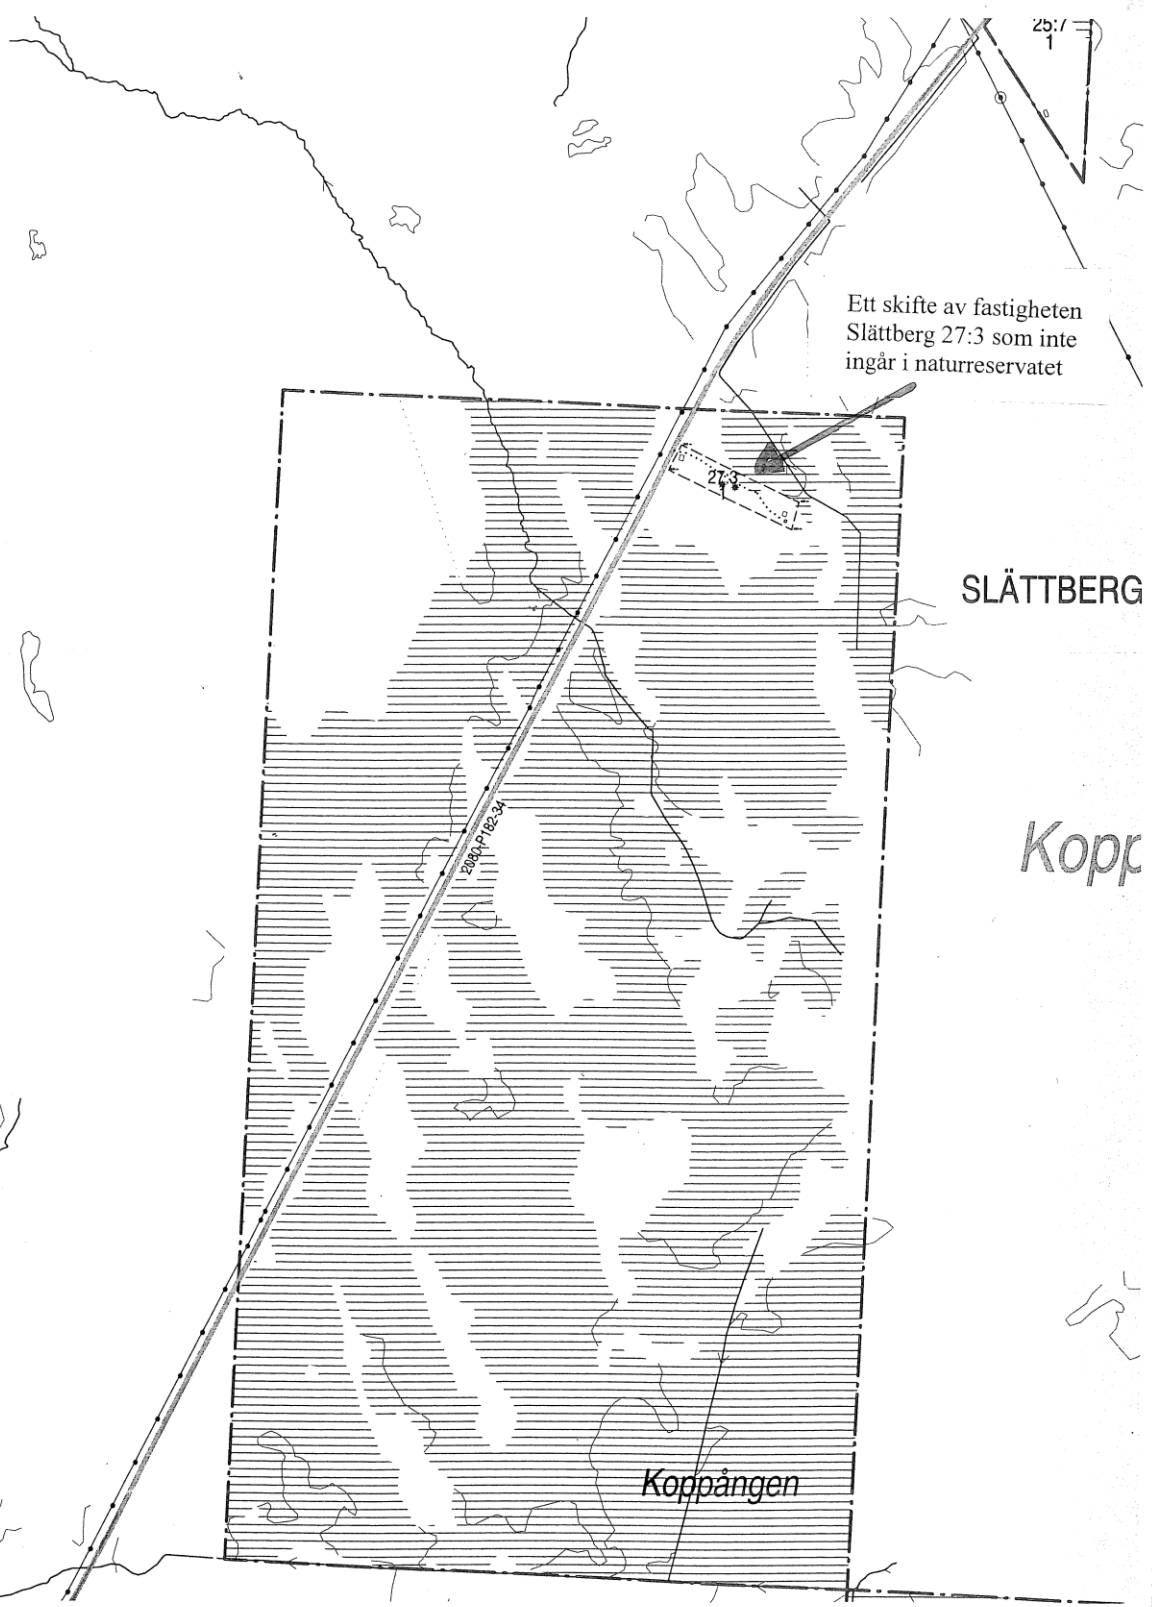 25:7
1
Ett skifte av fastigheten
Slättberg 27:3 som inte
ingår i naturreservatet
27:3
1
SLÄTTBERG
Kopp
2080-P182-34
Koppången